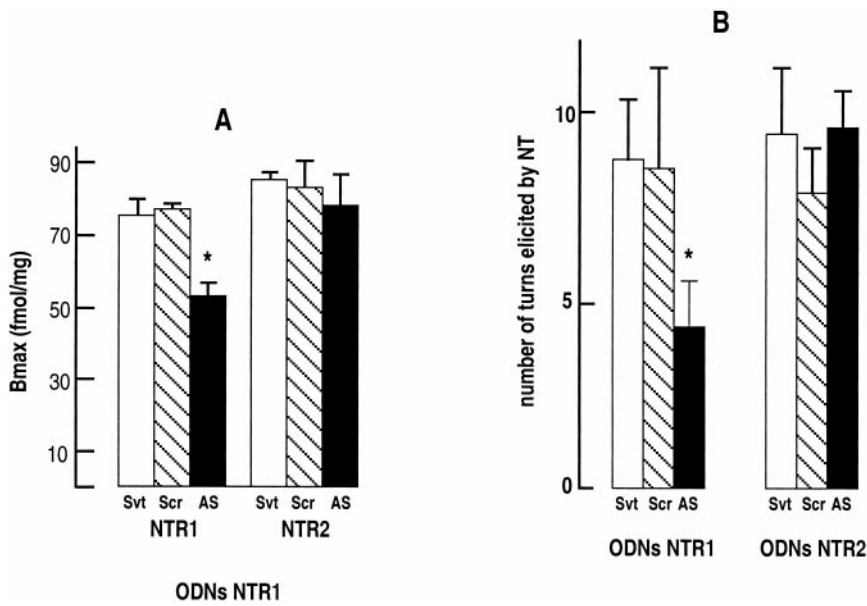 A
Bmax (fmol/mg)
90
70
50
30
10
*
Svt Scr AS Svt Scr AS
NTR1 NTR2
ODNs NTR1
B
number of turns elicited by NT
10
5
0
*
Svt Scr AS Svt Scr AS
ODNs NTR1 ODNs NTR2